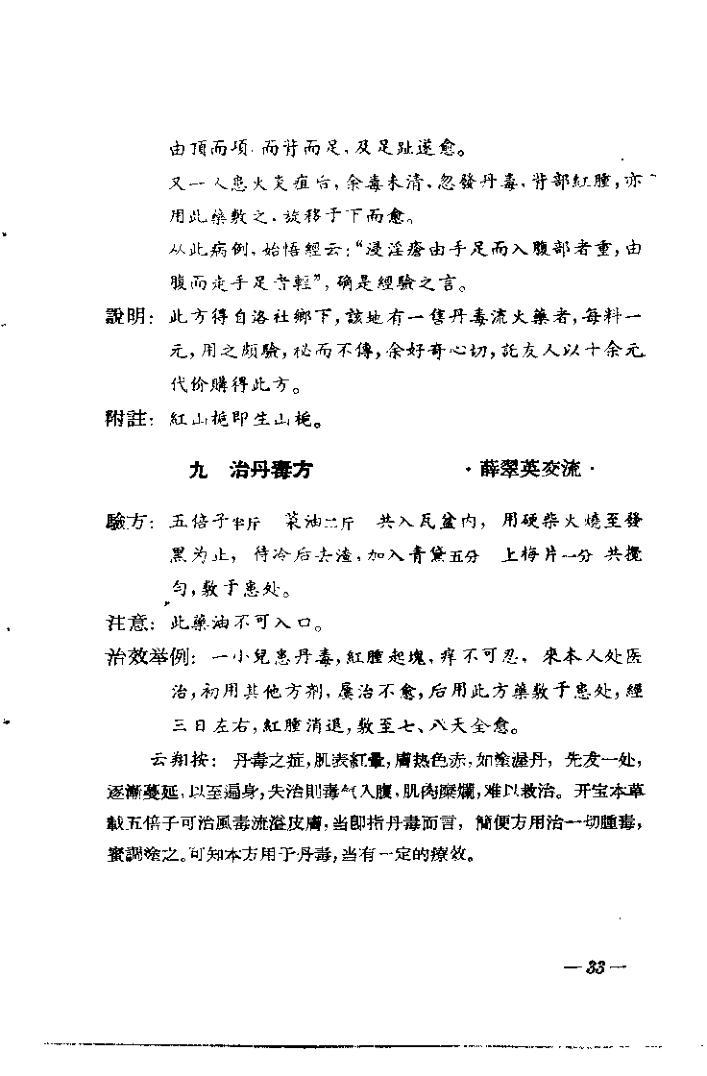 由頂而項、而背而足，及足趾遂愈。
又一人患火炎疽后，余毒未清，忽發丹毒，背部紅腫，亦
用此藥敷之，旋移于下而愈。
从此病例，始悟經云：“浸淫瘡由手足而入腹部者重，由
腹而走手足者輕”，确是經驗之言。
說明：此方得自洛社鄉下，該地有一售丹毒流火藥者，每料一
元，用之頗驗，祕而不傳，余好奇心切，託友人以十余元
代价購得此方。
附註：紅山梔即生山梔。
九　治丹毒方　·薛翠英交流·
驗方：五倍子半斤　菜油二斤　共入瓦盆内，用硬柴火燒至發
黑为止，待冷后去渣，加入青黛五分　上梅片一分　共攪
勻，敷于患处。
注意：此藥油不可入口。
治效举例：一小兒患丹毒，紅腫起塊，痒不可忍，來本人处医
治，初用其他方剂，屡治不愈，后用此方藥敷于患处，經
三日左右，紅腫消退，敷至七、八天全愈。
云翔按：丹毒之症，肌表紅暈，膚热色赤，如塗渥丹，先发一处，
逐漸蔓延，以至遍身，失治則毒气入腹，肌肉糜爛，难以救治。开宝本草
載五倍子可治風毒流溢皮膚，当即指丹毒而言，簡便方用治一切腫毒，
蜜調塗之。可知本方用于丹毒，当有一定的療效。
—33—